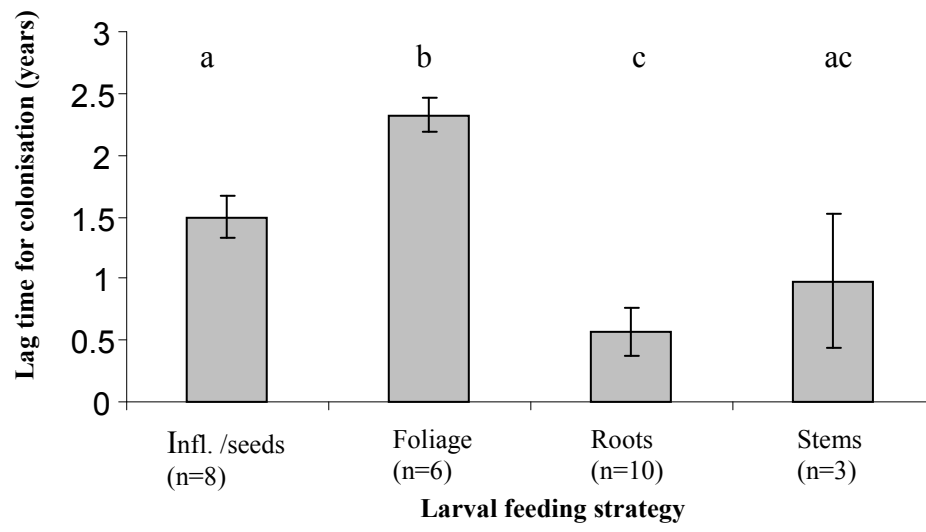 Lag time for colonisation (years)
3
2.5
2
1.5
1
0.5
0
a b c ac
Infl. /seeds Foliage Roots Stems
(n=8) (n=6) (n=10) (n=3)
Larval feeding strategy